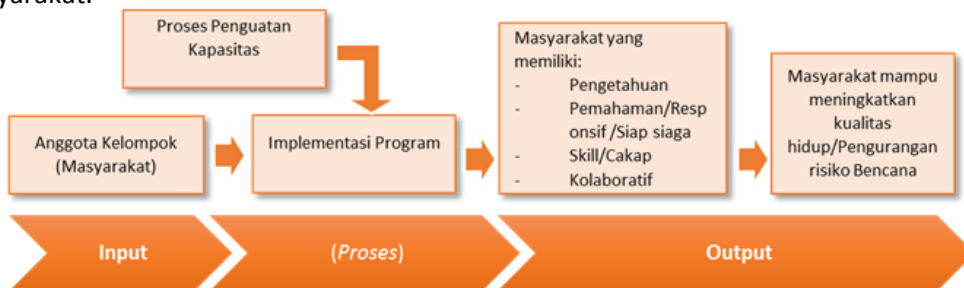 yarakat.
Proses Penguatan
Kapasitas
Anggota Kelompok
(Masyarakat)
Implementasi Program
Masyarakat yang
memiliki:
- Pengetahuan
- Pemahaman/Resp
onsif /Siap siaga
- Skill/Cakap
- Kolaboratif
Masyarakat mampu
meningkatkan
kualitas
hidup/Pengurangan
risiko Bencana
Input
(Proses)
Output